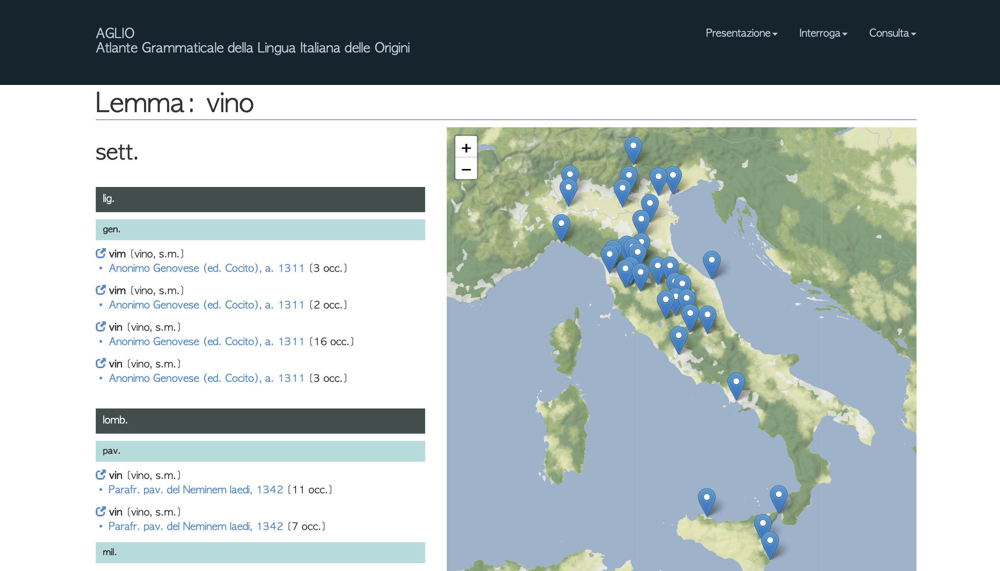 AGLIO
Atlante Grammaticale della Lingua Italiana delle Origini
Presentazione
Interroga
Consulta
Lemma: vino
sett.
lig.
gen.
vim (vino, s.m.)
• Anonimo Genovese (ed. Cocito), a. 1311 (3 occ.)
vim (vino, s.m.)
• Anonimo Genovese (ed. Cocito), a. 1311 (2 occ.)
vin (vino, s.m.)
• Anonimo Genovese (ed. Cocito), a. 1311 (16 occ.)
vin (vino, s.m.)
• Anonimo Genovese (ed. Cocito), a. 1311 (3 occ.)
lomb.
pav.
vin (vino, s.m.)
• Parafr. pav. del Neminem laedi, 1342 (11 occ.)
vin (vino, s.m.)
• Parafr. pav. del Neminem laedi, 1342 (7 occ.)
mil.
+
−